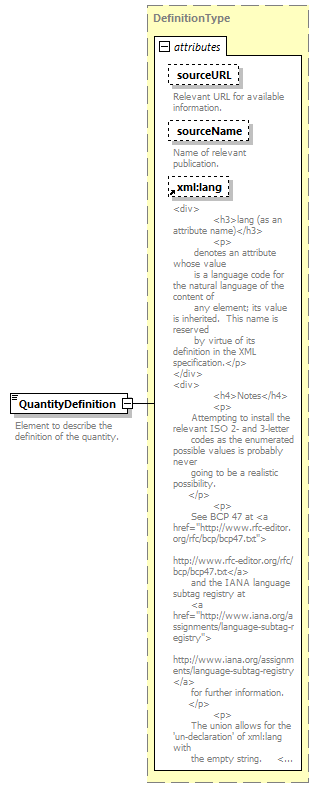 DefinitionType
attributes
sourceURL
Relevant URL for available
information.
sourceName
Name of relevant
publication.
xml:lang
<div>
<h3>lang (as an
attribute name)</h3>
<p>
denotes an attribute
whose value
is a language code for
the natural language of the
content of
any element; its value
is inherited.  This name is
reserved
by virtue of its
definition in the XML
specification.</p>
</div>
<div>
<h4>Notes</h4>
<p>
Attempting to install the
relevant ISO 2- and 3-letter
codes as the enumerated
possible values is probably
never
going to be a realistic
possibility.
</p>
<p>
See BCP 47 at <a
href="http://www.rfc-editor.
org/rfc/bcp/bcp47.txt">
http://www.rfc-editor.org/rfc/
bcp/bcp47.txt</a>
and the IANA language
subtag registry at
<a
href="http://www.iana.org/a
ssignments/language-subtag-r
egistry">
http://www.iana.org/assignm
ents/language-subtag-registry
</a>
for further information.
</p>
<p>
The union allows for the
'un-declaration' of xml:lang
with
the empty string.     <...
QuantityDefinition
Element to describe the
definition of the quantity.